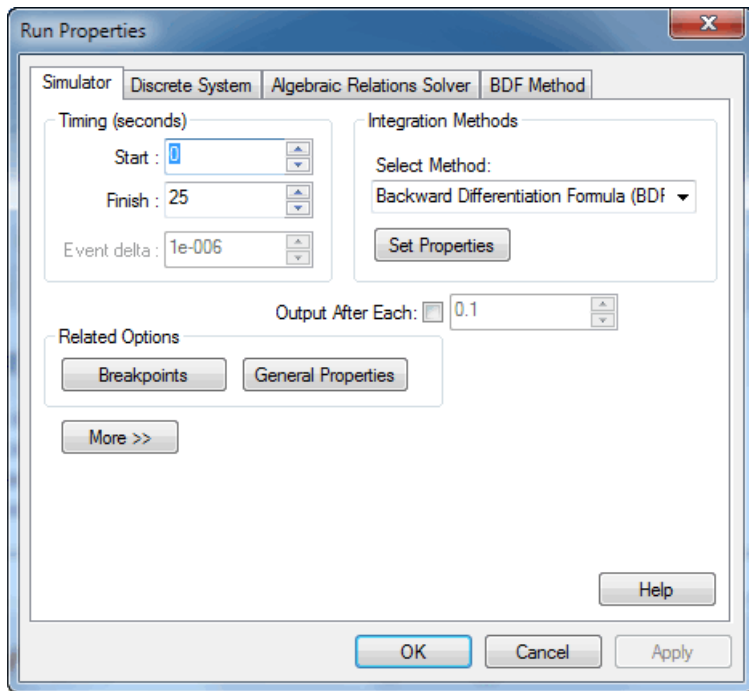 Run Properties
Simulator Discrete System Algebraic Relations Solver BDF Method
Timing (seconds)
Start : 0
Finish : 25
Event delta : 1e-006
Integration Methods
Select Method:
Backward Differentiation Formula (BDF
Set Properties
Output After Each: 0.1
Related Options
Breakpoints General Properties
More >>
Help
OK Cancel Apply